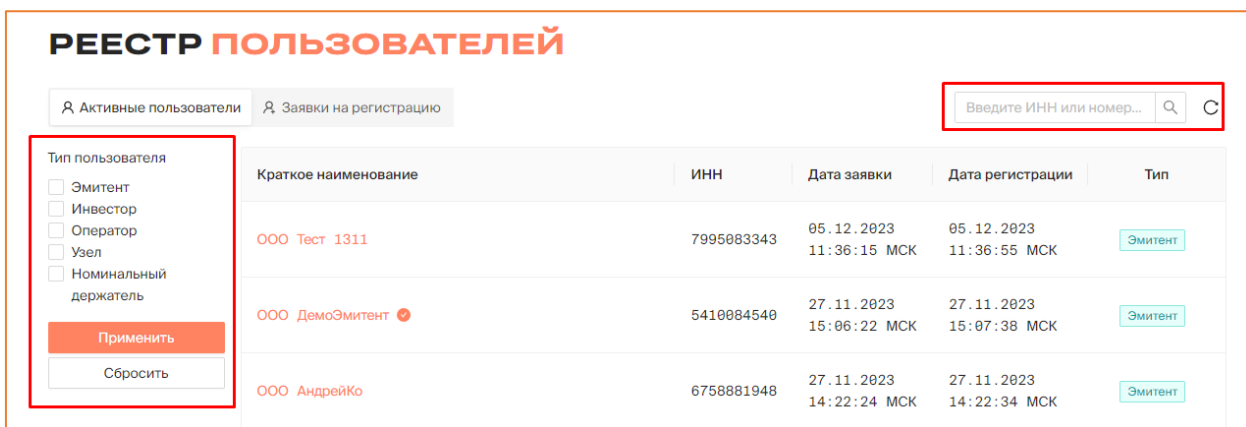 РЕЕСТР ПОЛЬЗОВАТЕЛЕЙ
Активные пользователи Заявки на регистрацию Введите ИНН или номер...
Тип пользователя
Эмитент
Инвестор
Оператор
Узел
Номинальный
держатель
Применить
Сбросить
Краткое наименование ИНН Дата заявки Дата регистрации Тип
ООО Тест 1311 7995083343 05.12.2023 05.12.2023 Эмитент
11:36:15 МСК 11:36:55 МСК
ООО ДемоЭмитент 5410084540 27.11.2023 27.11.2023 Эмитент
15:06:22 МСК 15:07:38 МСК
ООО АндрейКо 6758881948 27.11.2023 27.11.2023 Эмитент
14:22:24 МСК 14:22:34 МСК